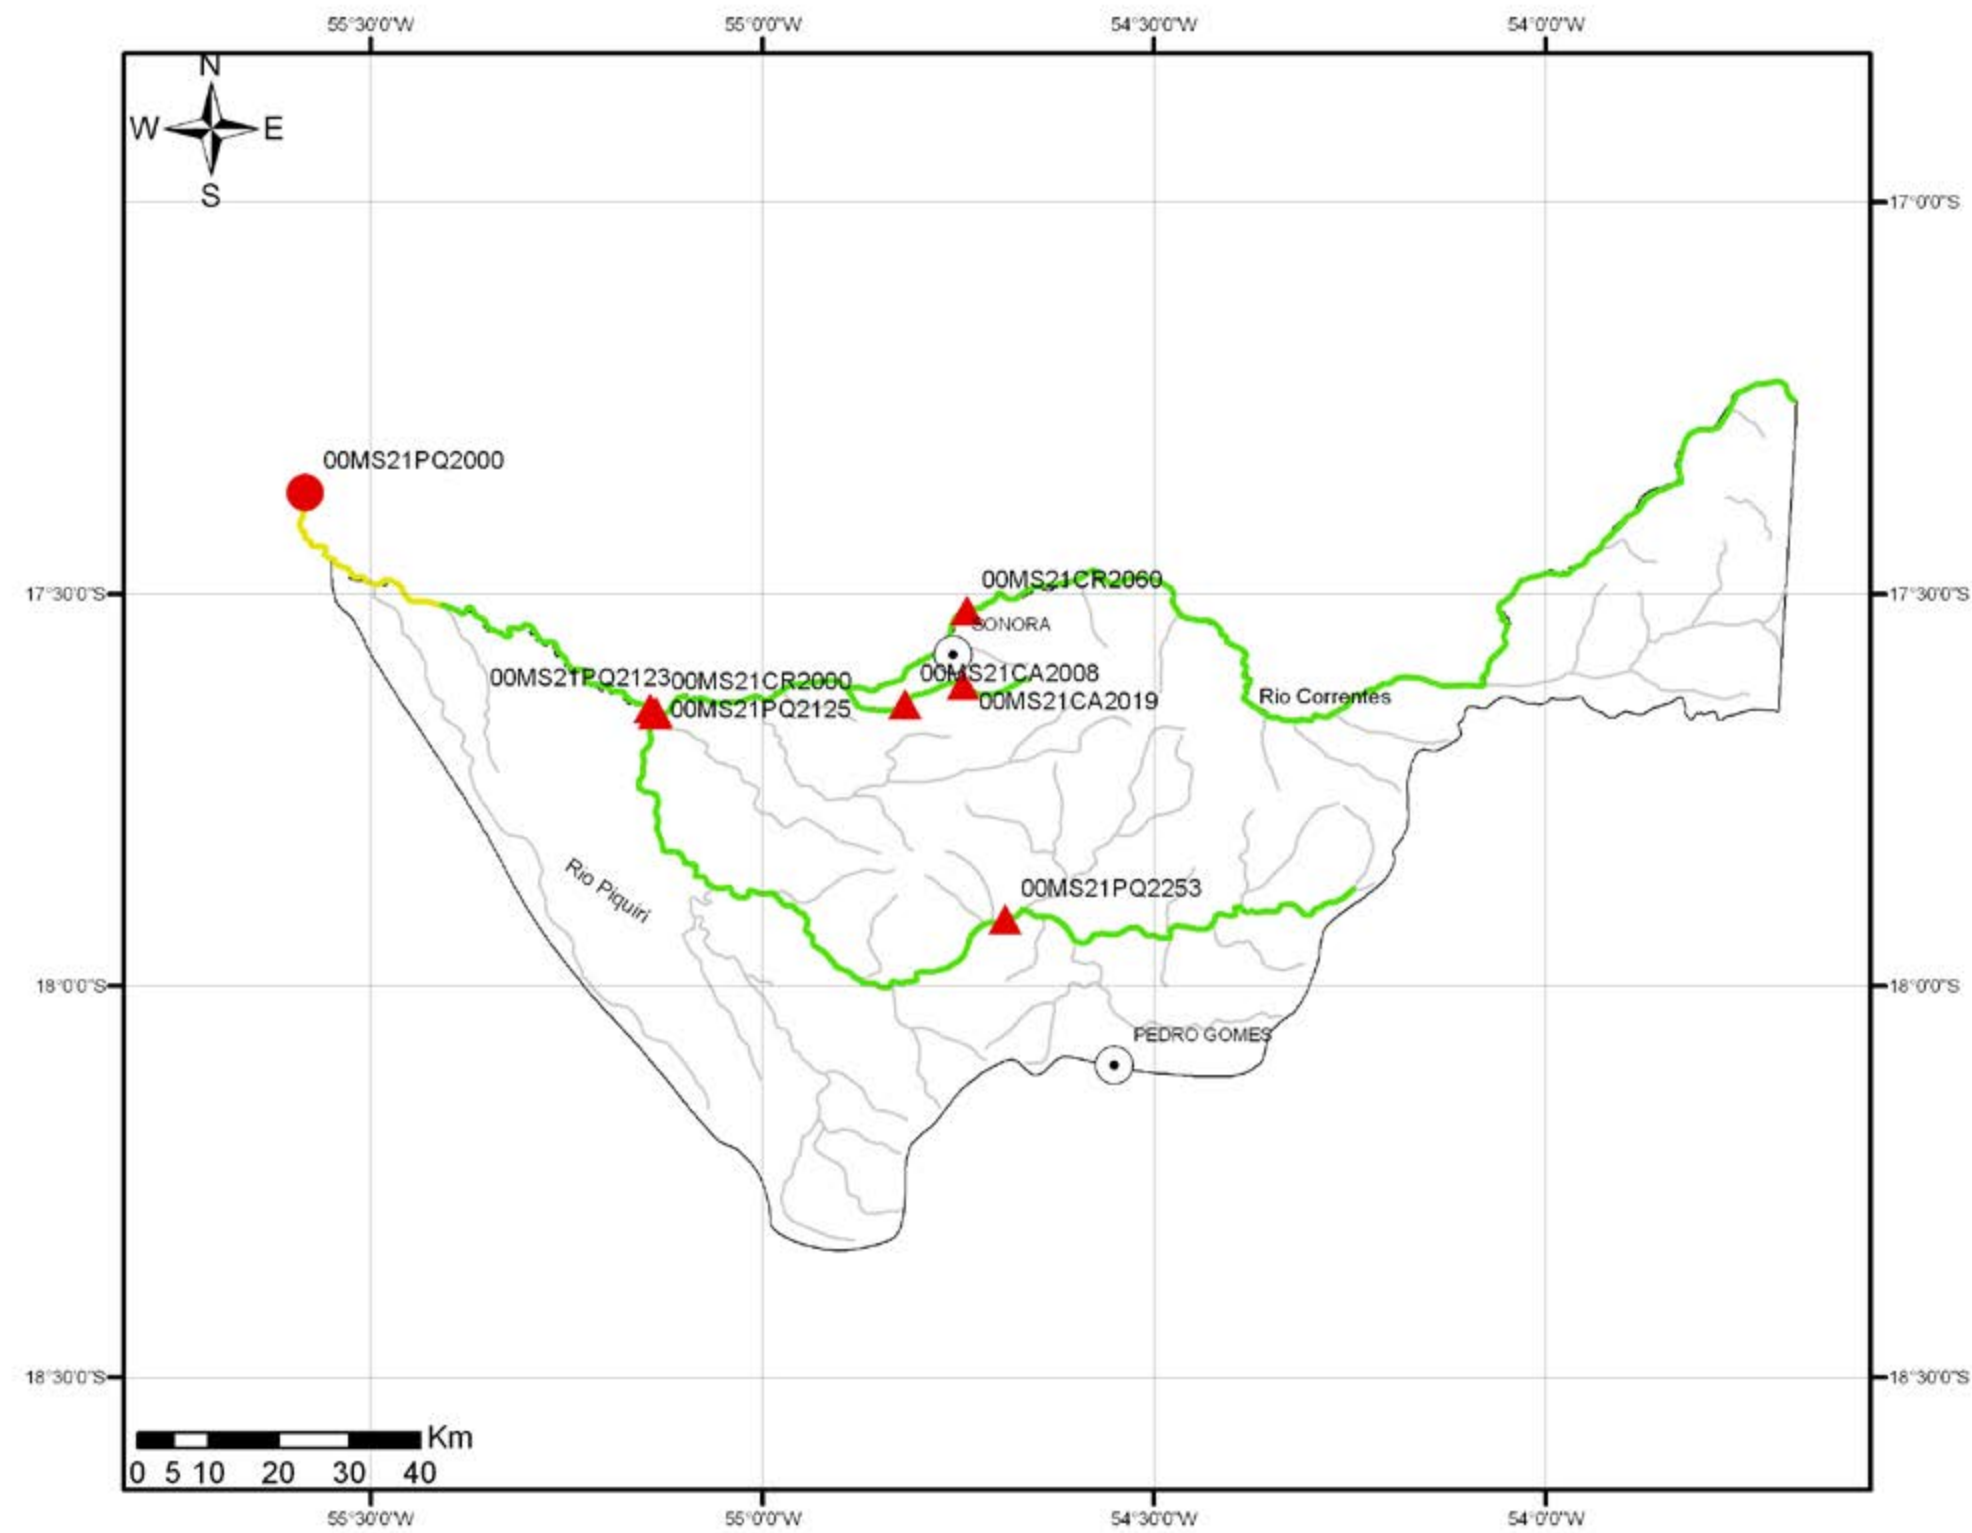 55°30'0"W 55°0'0"W 54°30'0"W 54°0'0"W
N
W E
S
17°0'0"S
00MS21PQ2000
00MS21CR2060
17°30'0"S 17°30'0"S
SONORA
00MS21PQ2123 00MS21CR2000 00MS21CA2008
00MS21PQ2125 00MS21CA2019
Rio Correntes
Rio Piquiri
00MS21PQ2253
18°0'0"S 18°0'0"S
PEDRO GOMES
18°30'0"S 18°30'0"S
Km
0 5 10 20 30 40
55°30'0"W 55°0'0"W 54°30'0"W 54°0'0"W